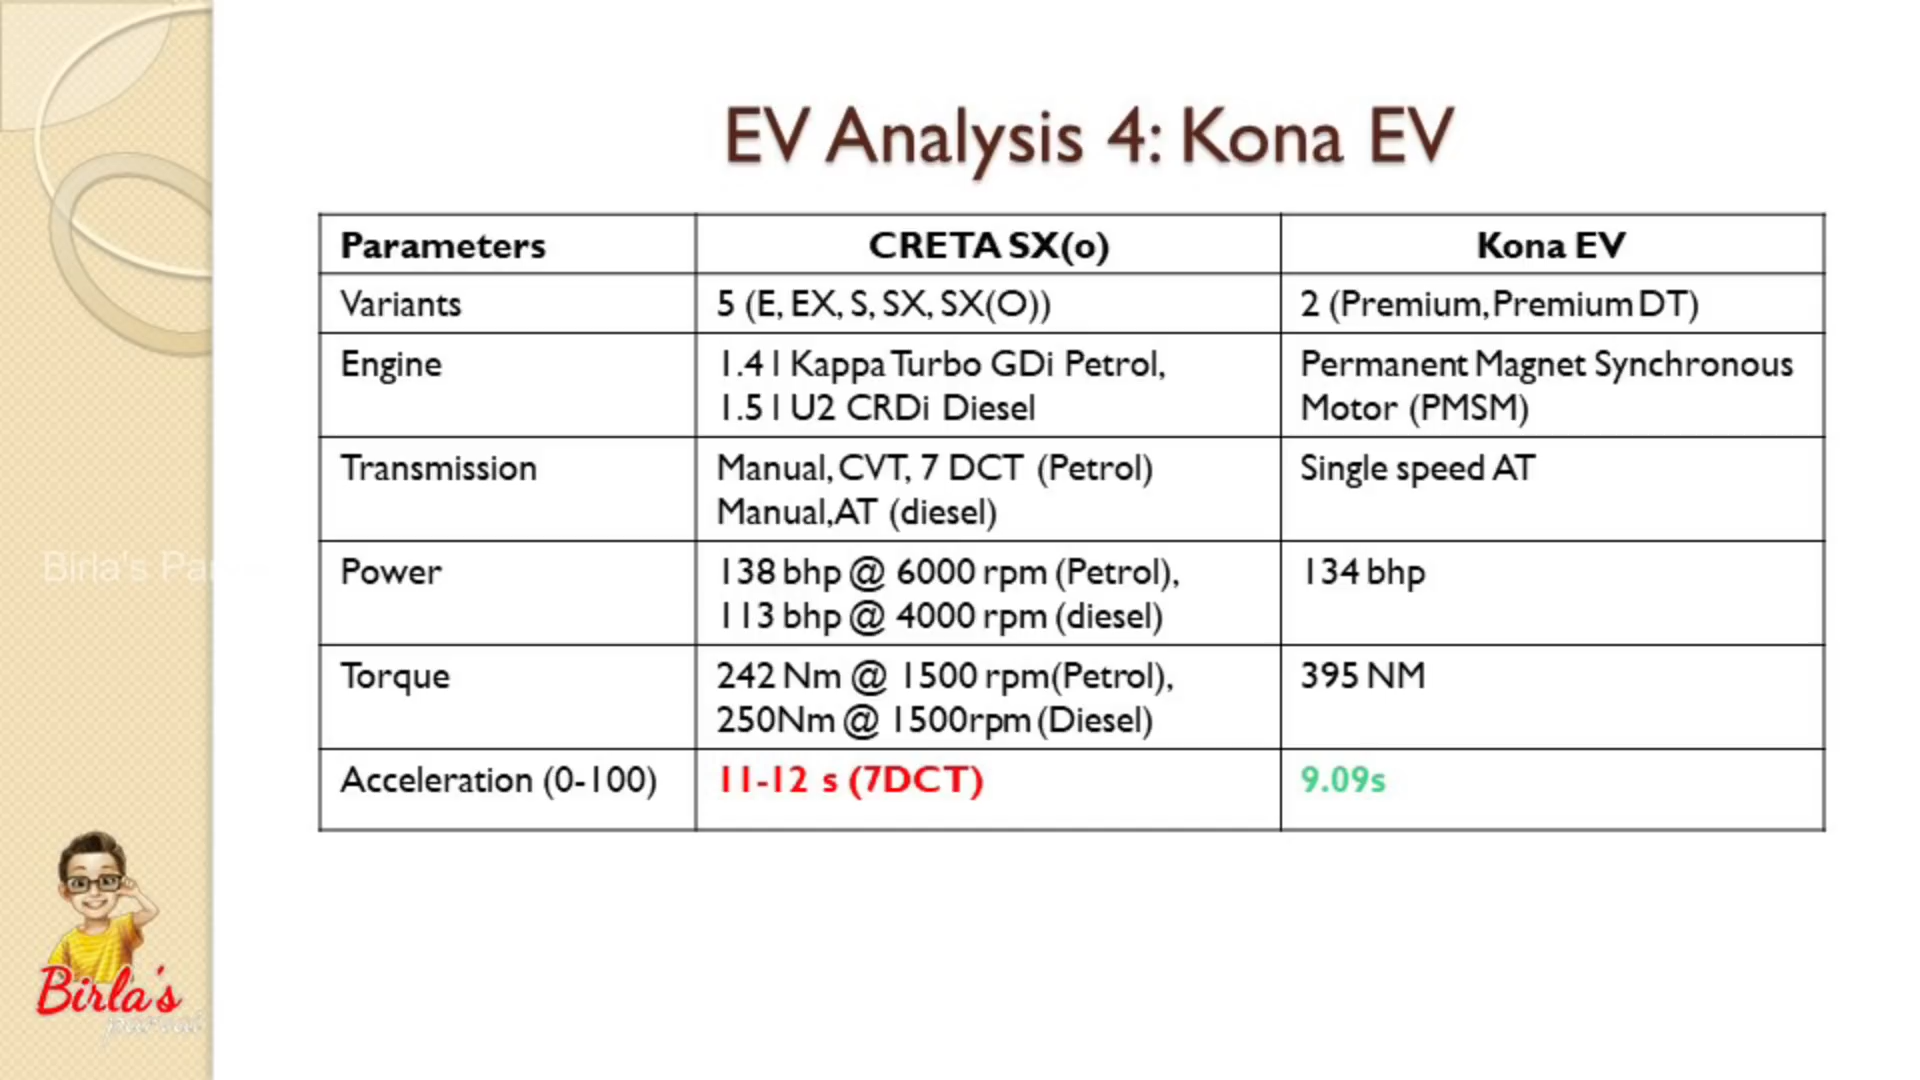 EV Analysis 4: Kona EV
Parameters CRETA SX(o) Kona EV
Variants 5 (E, EX, S, SX, SX(O)) 2 (Premium, Premium DT)
Engine 1.4 l Kappa Turbo GDi Petrol, Permanent Magnet Synchronous
1.5 l U2 CRDi Diesel Motor (PMSM)
Transmission Manual, CVT, 7 DCT (Petrol) Single speed AT
Manual, AT (diesel)
Power 138 bhp @ 6000 rpm (Petrol), 134 bhp
113 bhp @ 4000 rpm (diesel)
Torque 242 Nm @ 1500 rpm(Petrol), 395 NM
250Nm @ 1500rpm (Diesel)
Acceleration (0-100) 11-12 s (7DCT) 9.09s
Birla's
Birla's
parvai